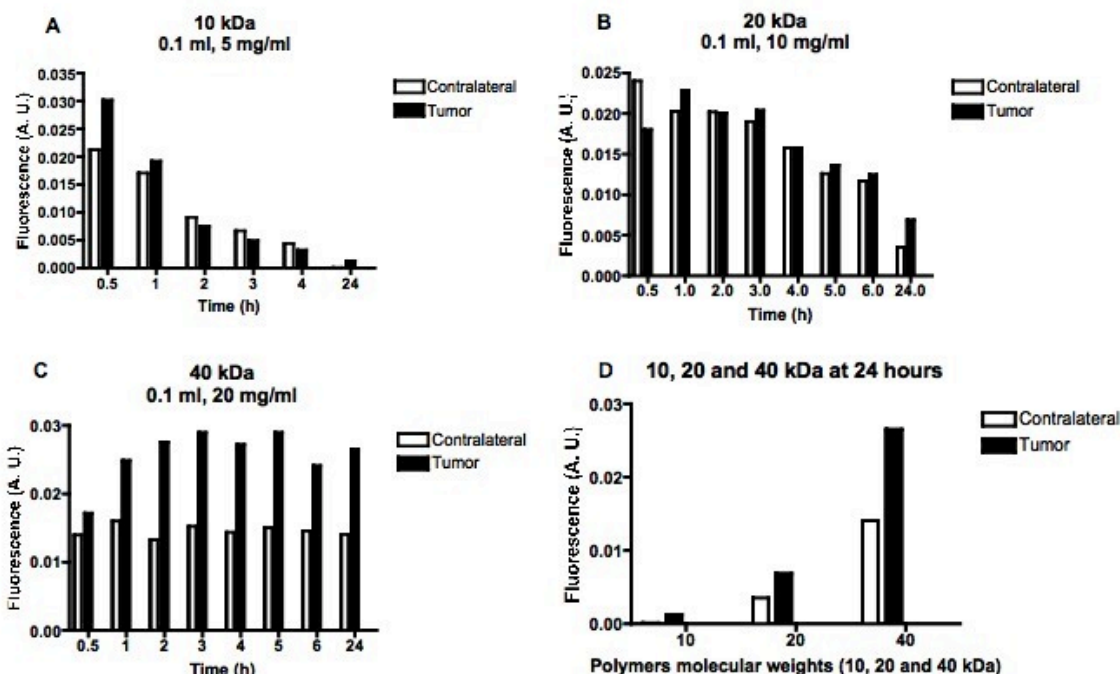 A
10 kDa
0.1 ml, 5 mg/ml
Fluorescence (A. U.)
0.035
0.030
0.025
0.020
0.015
0.010
0.005
0.000
0.5 1 2 3 4 24
Time (h)
Contralateral
Tumor
B
20 kDa
0.1 ml, 10 mg/ml
Fluorescence (A. U.)
0.025
0.020
0.015
0.010
0.005
0.000
0.5 1.0 2.0 3.0 4.0 5.0 6.0 24.0
Time (h)
Contralateral
Tumor
C
40 kDa
0.1 ml, 20 mg/ml
Fluorescence (A. U.)
0.03
0.02
0.01
0.00
0.5 1 2 3 4 5 6 24
Time (h)
Contralateral
Tumor
D 10, 20 and 40 kDa at 24 hours
Fluorescence (A. U.)
0.03
0.02
0.01
0.00
10 20 40
Polymers molecular weights (10, 20 and 40 kDa)
Contralateral
Tumor